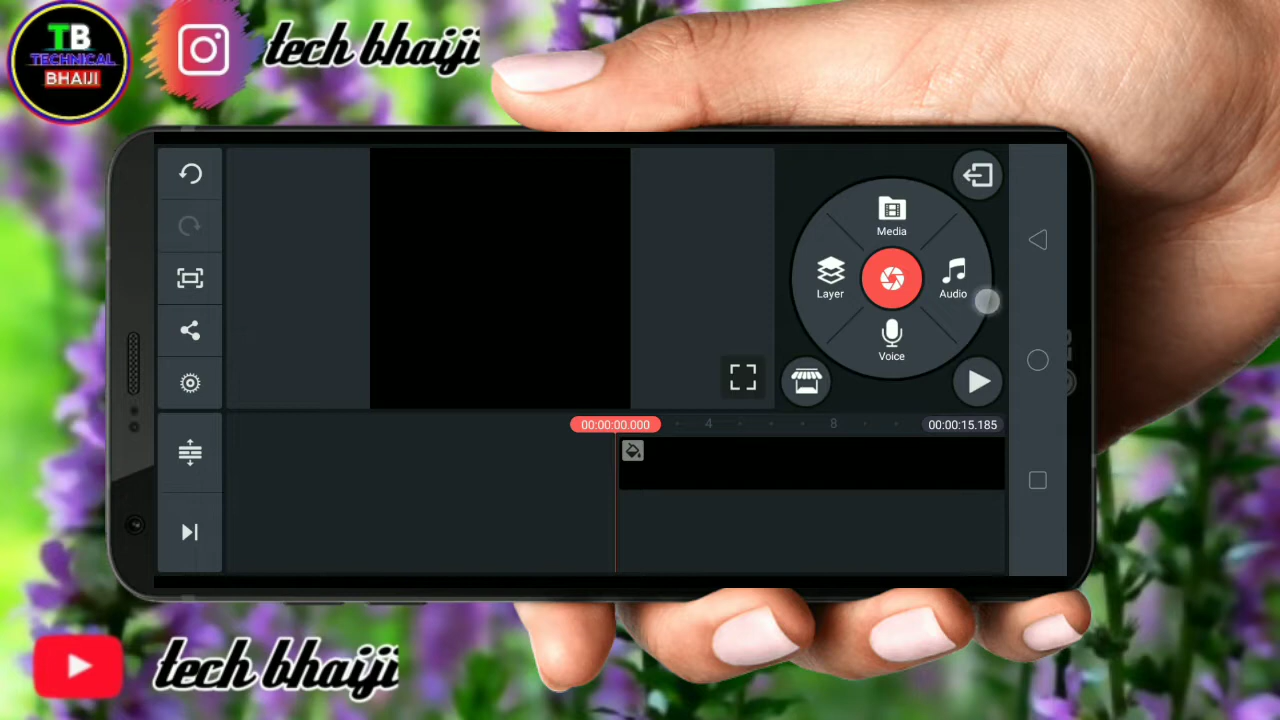 TB
TECHNICAL
BHAIJI
tech bhaiji
Media
Layer
Audio
Voice
00:00:00.000
4
8
00:00:15.185
tech bhaiji